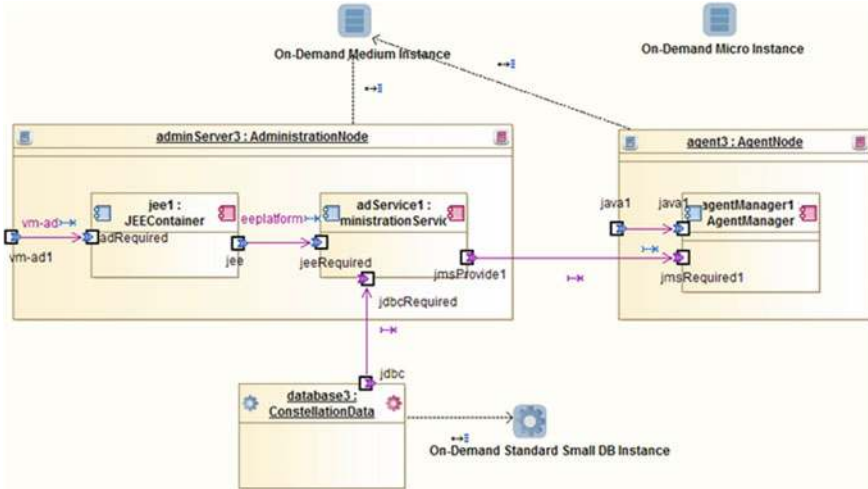 On-Demand Medium Instance
On-Demand Micro Instance
adminServer3 : AdministrationNode
agent3 : AgentNode
jee1 :
JEEContainer
adService1 :
ministrationServic
agentManager1
AgentManager
vm-ad
eeplatform
java1
java1
adRequired
vm-ad1
jee
jeeRequired
jmsProvide1
jmsRequired1
jdbcRequired
jdbc
database3 :
ConstellationData
On-Demand Standard Small DB Instance